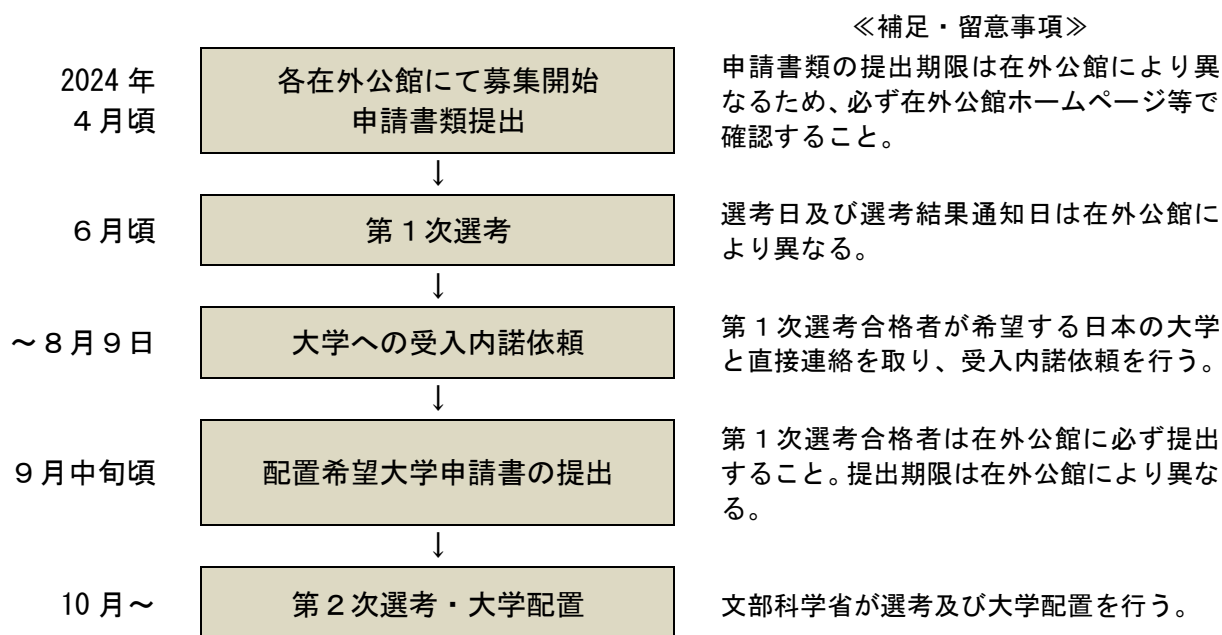 ≪補足・留意事項≫
2024 年
４月頃
各在外公館にて募集開始
申請書類提出
申請書類の提出期限は在外公館により異
なるため、必ず在外公館ホームページ等で
確認すること。
↓
６月頃
第１次選考
選考日及び選考結果通知日は在外公館に
より異なる。
↓
～８月９日
大学への受入内諾依頼
第１次選考合格者が希望する日本の大学
と直接連絡を取り、受入内諾依頼を行う。
↓
９月中旬頃
配置希望大学申請書の提出
第１次選考合格者は在外公館に必ず提出
すること。提出期限は在外公館により異な
る。
↓
10 月～
第２次選考・大学配置
文部科学省が選考及び大学配置を行う。